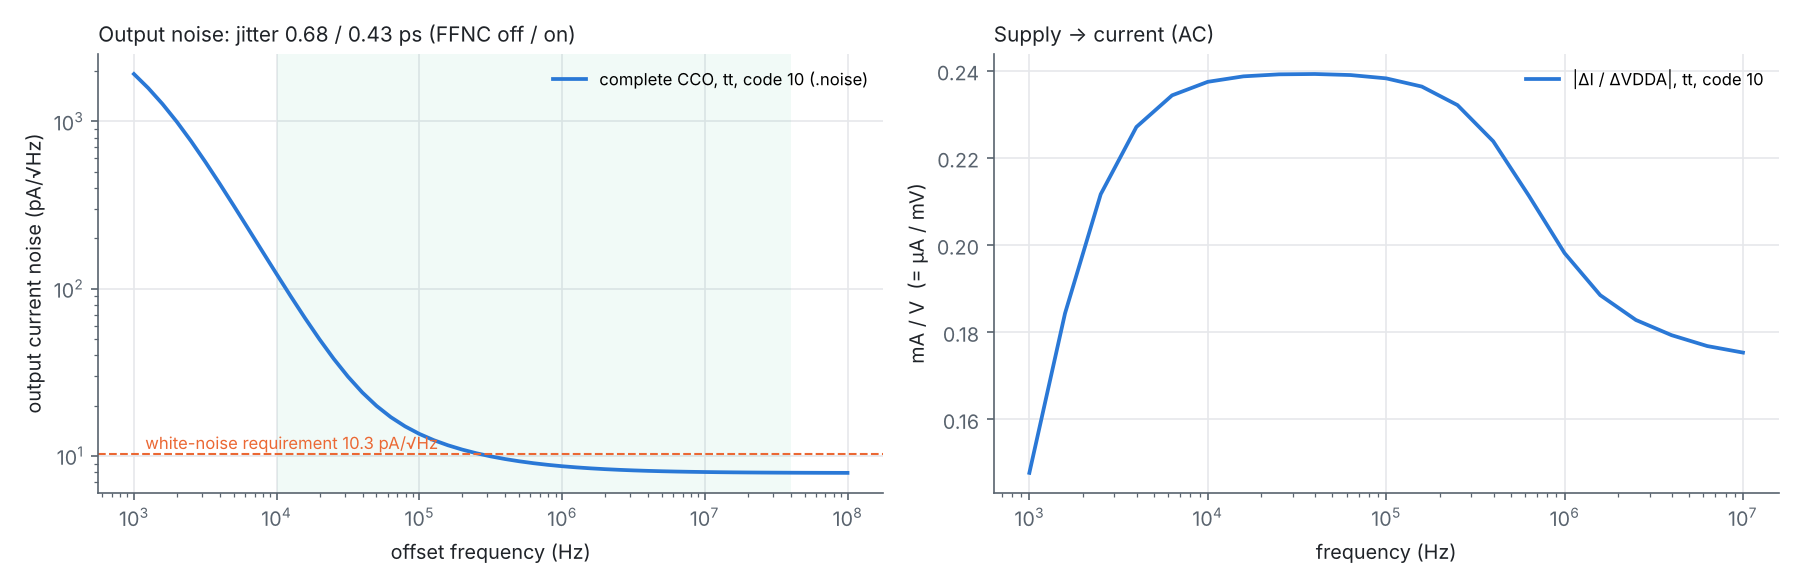 Output noise: jitter 0.68 / 0.43 ps (FFNC off / on)
complete CCO, tt, code 10 (.noise)
output current noise (pA/√Hz)
10³
10²
10¹
white-noise requirement 10.3 pA/√Hz
10³ 10⁴ 10⁵ 10⁶ 10⁷ 10⁸
offset frequency (Hz)
Supply → current (AC)
|ΔI / ΔVDDA|, tt, code 10
mA / V (= μA / mV)
0.24
0.22
0.20
0.18
0.16
10³ 10⁴ 10⁵ 10⁶ 10⁷
frequency (Hz)